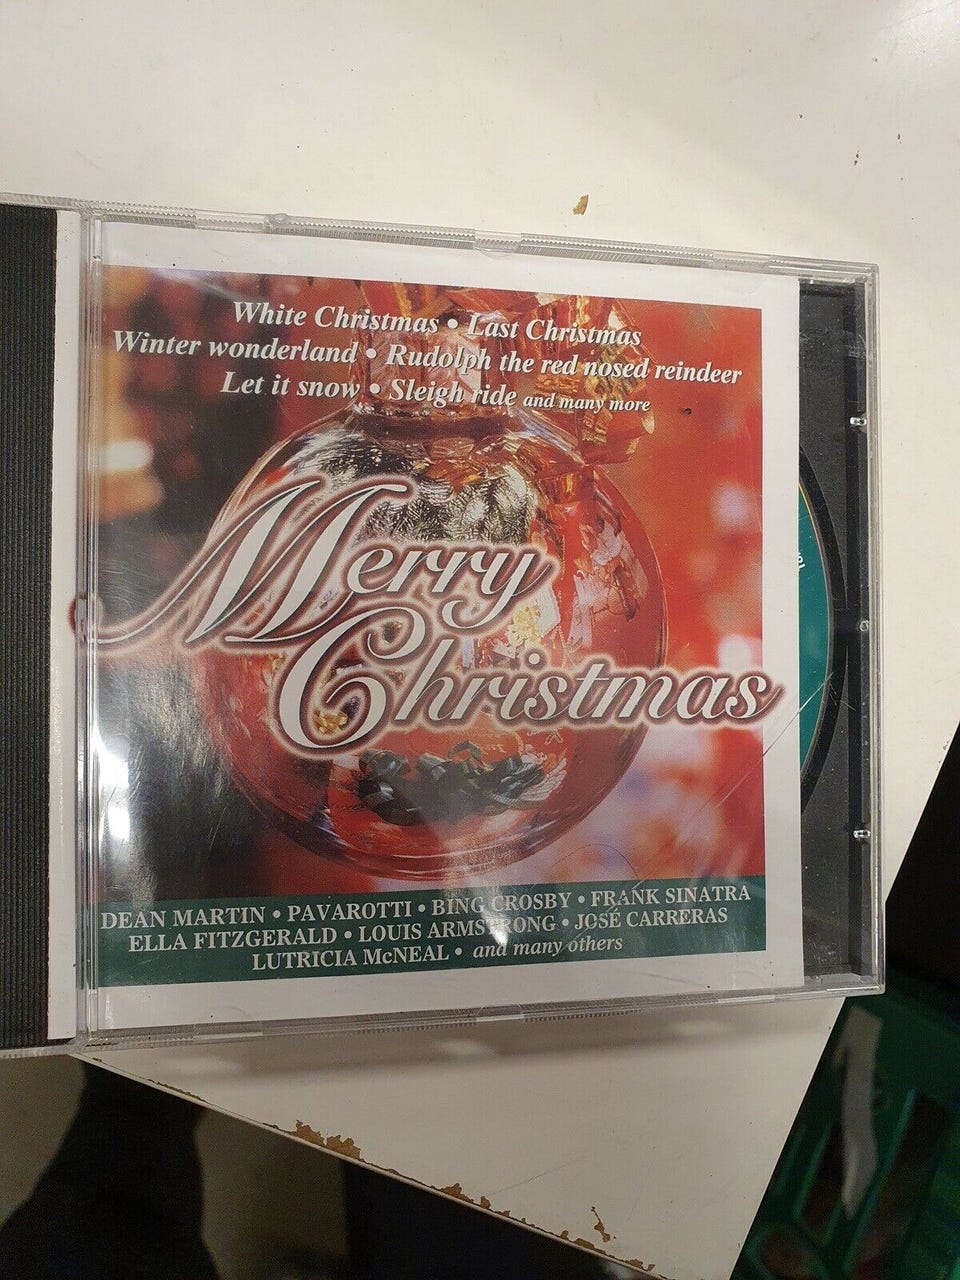 White Christmas • Last Christmas
Winter wonderland • Rudolph the red nosed reindeer
Let it snow • Sleigh ride and many more
Merry
Christmas
DEAN MARTIN • PAVAROTTI • BING CROSBY • FRANK SINATRA
ELLA FITZGERALD • LOUIS ARMSTRONG • JOSÉ CARRERAS
LUTRICIA McNEAL • and many others